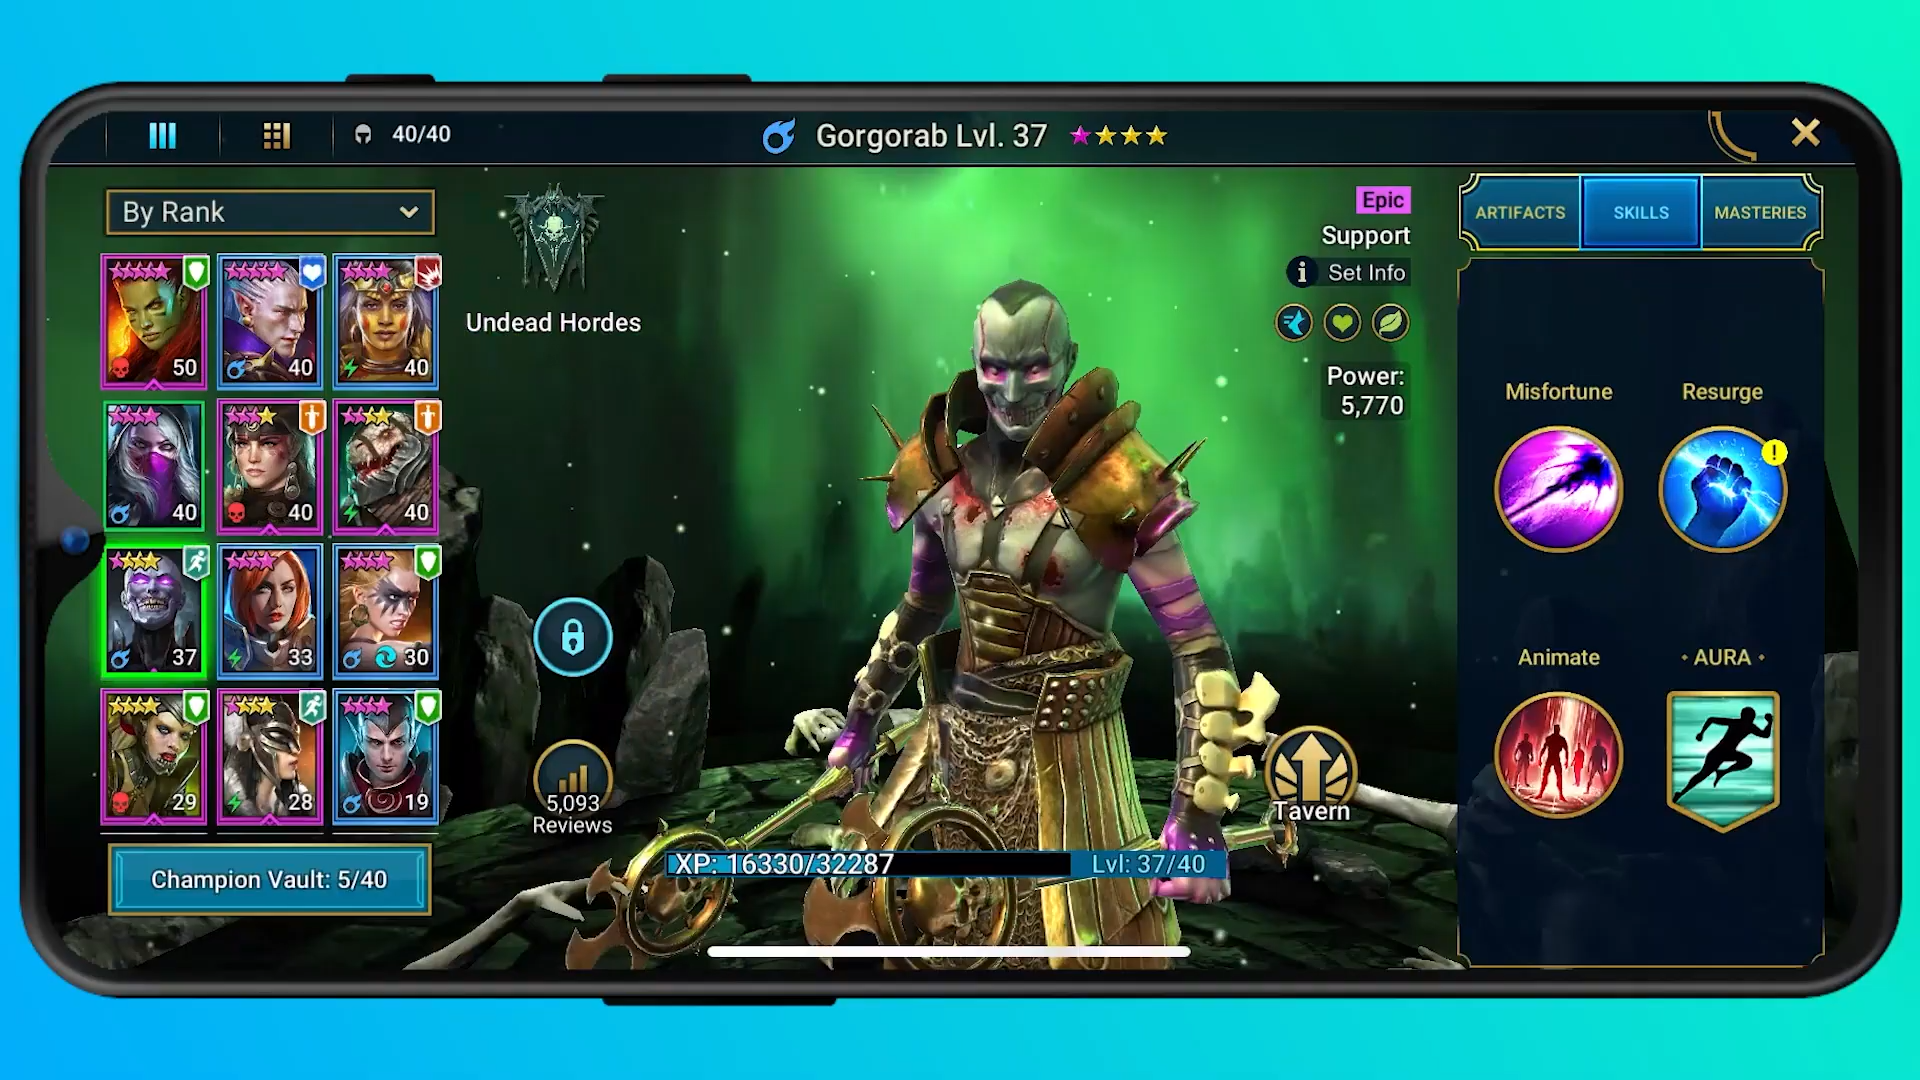 40/40
Gorgorab Lvl. 37
By Rank
50
40
40
40
40
40
37
33
30
29
28
19
Champion Vault: 5/40
Undead Hordes
5,093
Reviews
Epic
Support
i Set Info
Power:
5,770
Tavern
XP: 16330/32287
Lvl: 37/40
ARTIFACTS
SKILLS
MASTERIES
Misfortune
Resurge
!
Animate
• AURA •